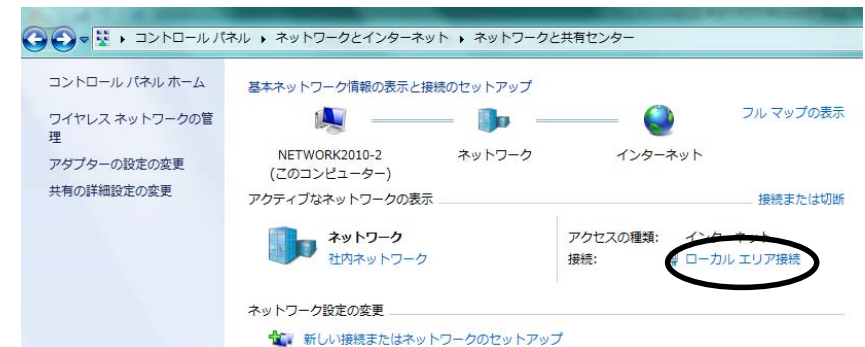 コントロール パネル ▸ ネットワークとインターネット ▸ ネットワークと共有センター
コントロール パネル ホーム
ワイヤレス ネットワークの管
理
アダプターの設定の変更
共有の詳細設定の変更
基本ネットワーク情報の表示と接続のセットアップ
フル マップの表示
NETWORK2010-2
(このコンピューター)
ネットワーク
インターネット
アクティブなネットワークの表示
接続または切断
ネットワーク
社内ネットワーク
アクセスの種類: インターネット
接続: ローカル エリア接続
ネットワーク設定の変更
新しい接続またはネットワークのセットアップ